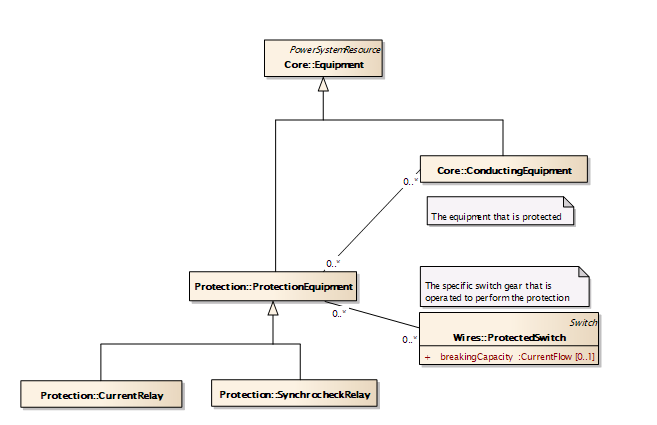 PowerSystemResource
Core::Equipment
Core::ConductingEquipment
0..*
The equipment that is protected
0..*
Protection::ProtectionEquipment
The specific switch gear that is
operated to perform the protection
0..*
Switch
0..*
Wires::ProtectedSwitch
+ breakingCapacity :CurrentFlow [0..1]
Protection::CurrentRelay
Protection::SynchrocheckRelay